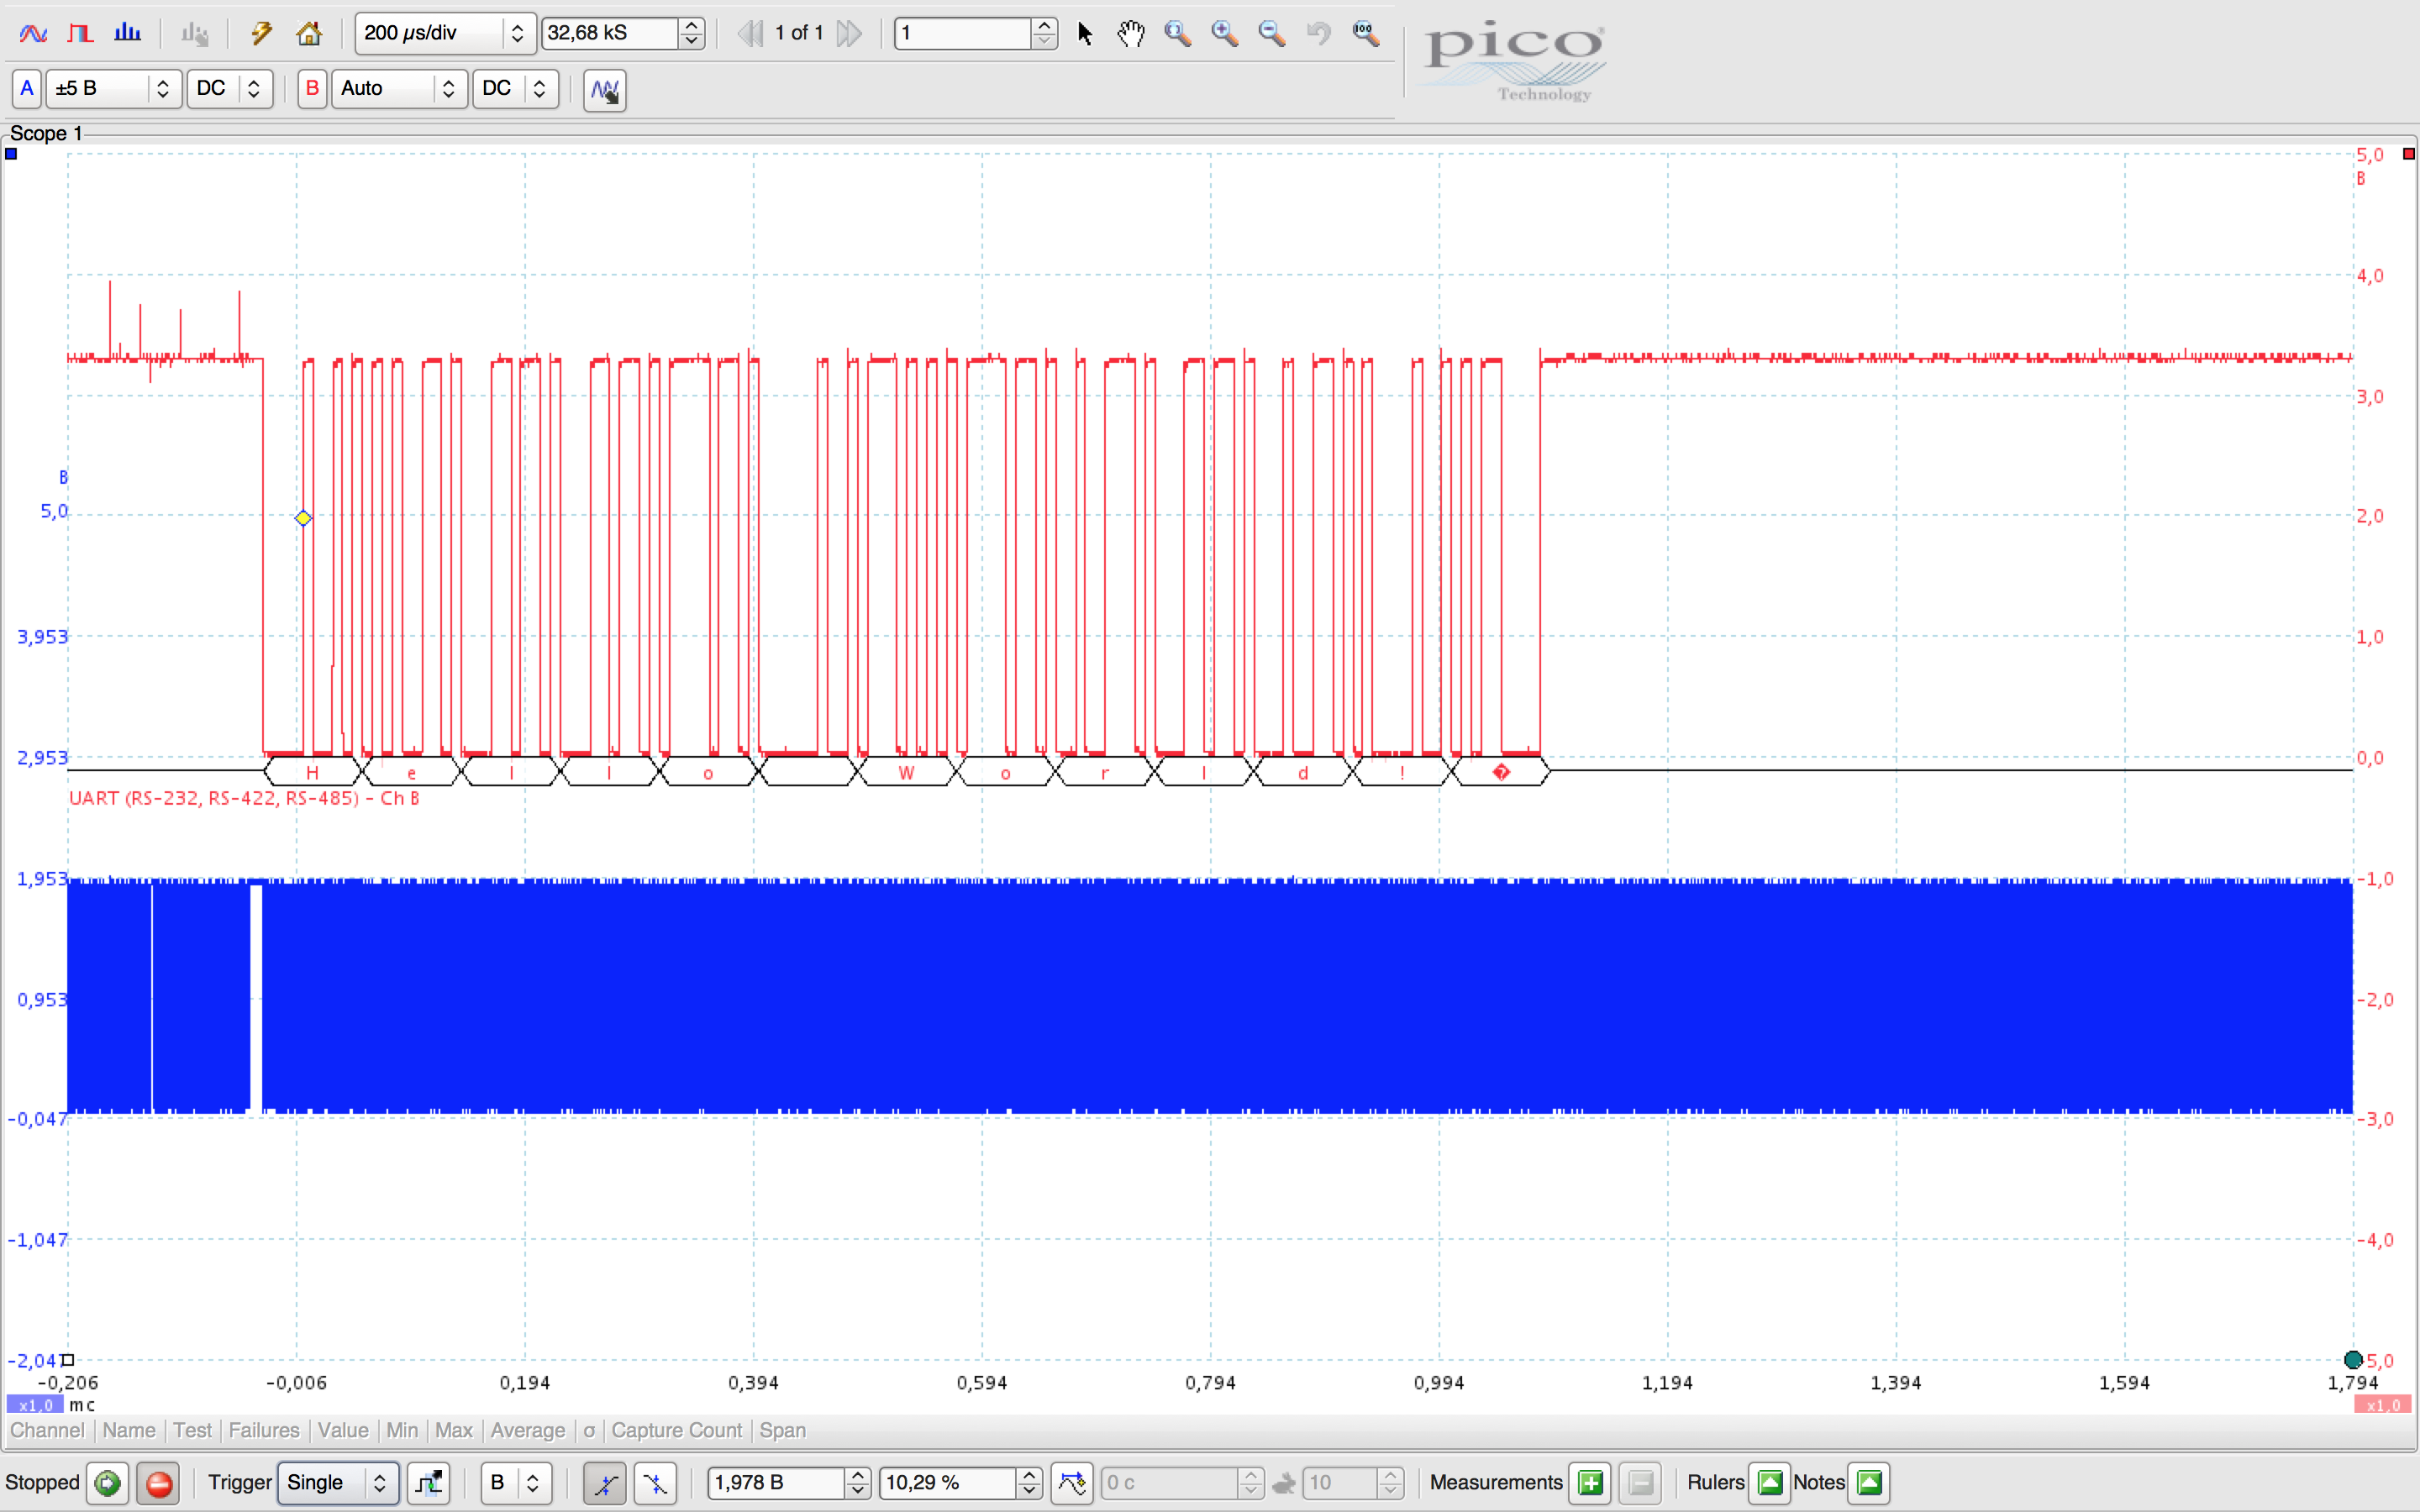 200 µs/div 32,68 kS 1 of 1 1
pico
Technology
A ±5 В DC B Auto DC
Scope 1
5,0
В
4,0
3,0
2,0
1,0
0,0
-1,0
-2,0
-3,0
-4,0
-5,0
В
5,0
3,953
2,953
1,953
0,953
-0,047
-1,047
-2,047
H e l l o W o r l d ! �
UART (RS-232, RS-422, RS-485) - Ch B
-0,206 -0,006 0,194 0,394 0,594 0,794 0,994 1,194 1,394 1,594 1,794
x1,0 мс x1,0
Channel Name Test Failures Value Min Max Average σ Capture Count Span
Stopped Trigger Single B 1,978 В 10,29 % 0 с 10 Measurements Rulers Notes